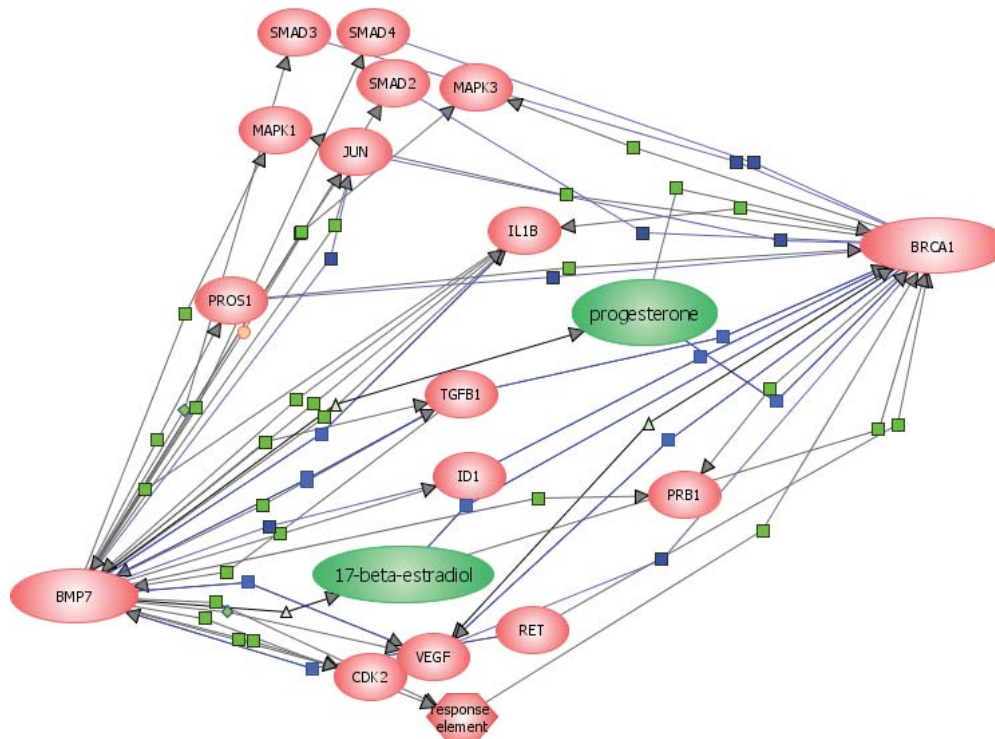 SMAD3
SMAD4
SMAD2
MAPK3
MAPK1
JUN
IL1B
BRCA1
PROS1
progesterone
TGFB1
ID1
PRB1
17-beta-estradiol
BMP7
RET
VEGF
CDK2
response
element